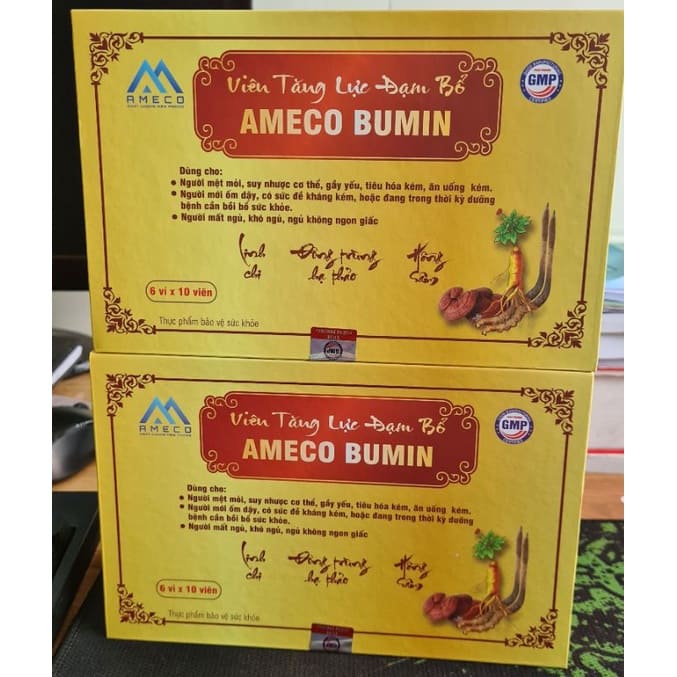 AMECO
Viên Tăng Lực Đạm Bổ
AMECO BUMIN
GMP
Dùng cho:
• Người mệt mỏi, suy nhược cơ thể, gầy yếu, tiêu hóa kém, ăn uống kém.
• Người mới ốm dậy, có sức đề kháng kém, hoặc đang trong thời kỳ dưỡng
bệnh cần bồi bổ sức khỏe.
• Người mất ngủ, khó ngủ, ngủ không ngon giấc
Linh chi
Đông trùng hạ thảo
Hồng Sâm
6 vỉ x 10 viên
Thực phẩm bảo vệ sức khỏe
AMECO
Viên Tăng Lực Đạm Bổ
AMECO BUMIN
GMP
Dùng cho:
• Người mệt mỏi, suy nhược cơ thể, gầy yếu, tiêu hóa kém, ăn uống kém.
• Người mới ốm dậy, có sức đề kháng kém, hoặc đang trong thời kỳ dưỡng
bệnh cần bồi bổ sức khỏe.
• Người mất ngủ, khó ngủ, ngủ không ngon giấc
Linh chi
Đông trùng hạ thảo
Hồng Sâm
6 vỉ x 10 viên
Thực phẩm bảo vệ sức khỏe